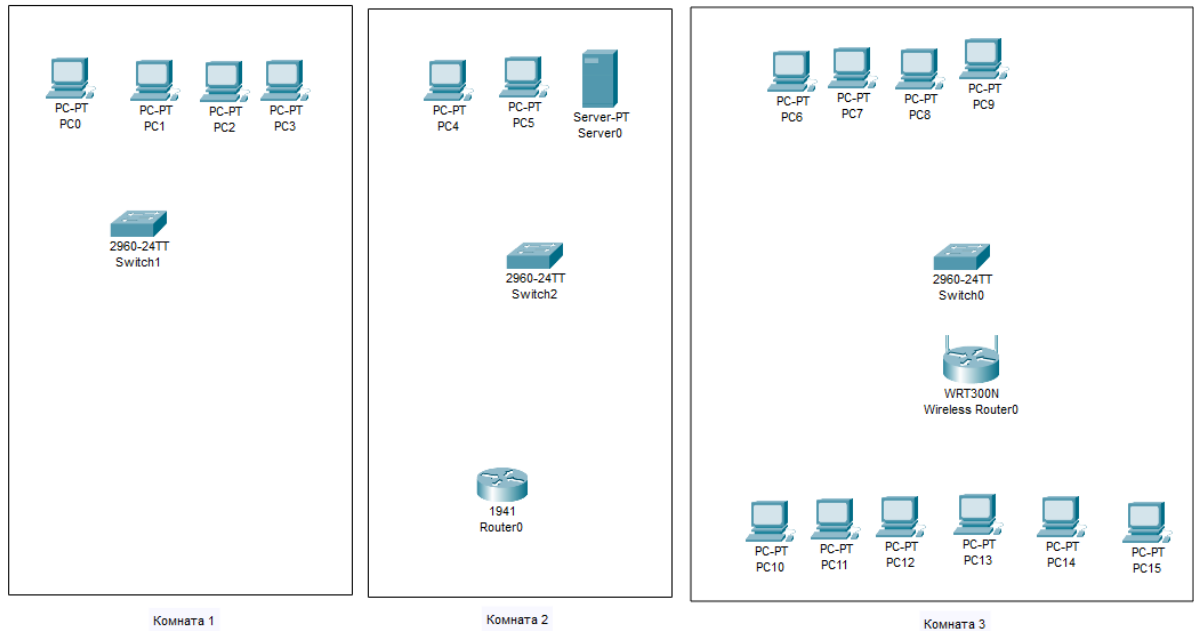 PC-PT
PC0
PC-PT
PC1
PC-PT
PC2
PC-PT
PC3
2960-24TT
Switch1
Комната 1
PC-PT
PC4
PC-PT
PC5
Server-PT
Server0
2960-24TT
Switch2
1941
Router0
Комната 2
PC-PT
PC6
PC-PT
PC7
PC-PT
PC8
PC-PT
PC9
2960-24TT
Switch0
WRT300N
Wireless Router0
PC-PT
PC10
PC-PT
PC11
PC-PT
PC12
PC-PT
PC13
PC-PT
PC14
PC-PT
PC15
Комната 3